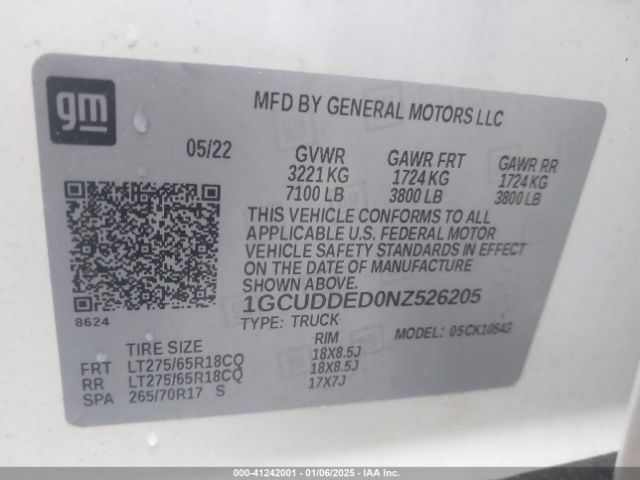 gm
MFD BY GENERAL MOTORS LLC
05/22
GVWR GAWR FRT GAWR RR
3221 KG 1724 KG 1724 KG
7100 LB 3800 LB 3800 LB
THIS VEHICLE CONFORMS TO ALL
APPLICABLE U.S. FEDERAL MOTOR
VEHICLE SAFETY STANDARDS IN EFFECT
ON THE DATE OF MANUFACTURE
SHOWN ABOVE.
1GCUDDED0NZ526205
8624
TYPE: TRUCK
MODEL: 05CK10543
TIRE SIZE RIM
FRT LT275/65R18CQ 18X8.5J
RR LT275/65R18CQ 18X8.5J
SPA 265/70R17 S 17X7J
000-41242001 - 01/06/2025 - IAAI.com